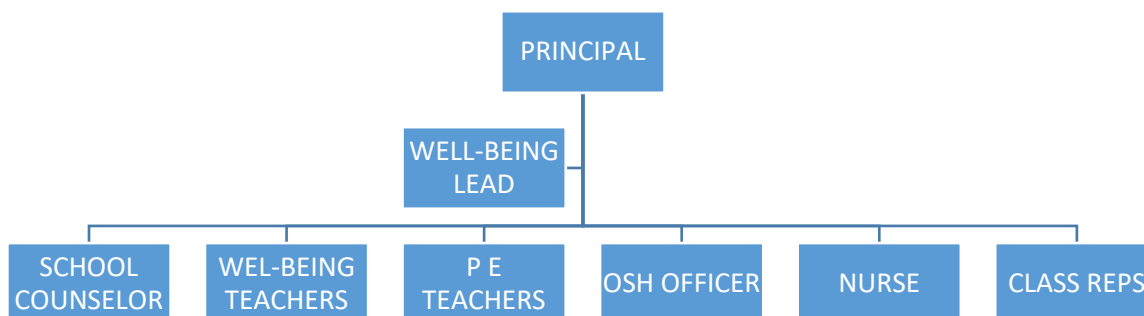 PRINCIPAL
WELL-BEING
LEAD
SCHOOL
COUNSELOR
WEL-BEING
TEACHERS
P E
TEACHERS
OSH OFFICER
NURSE
CLASS REPS